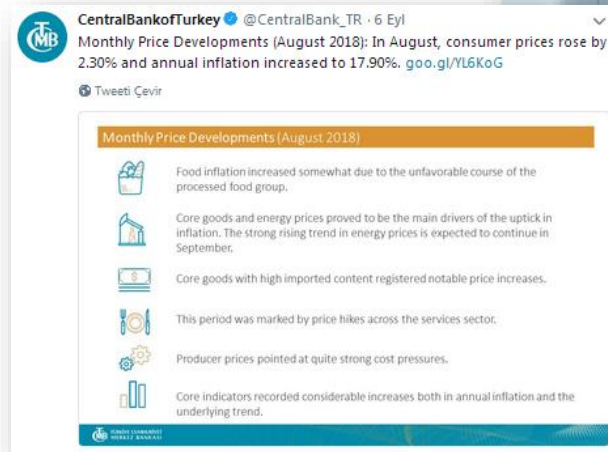 CentralBankofTurkey @CentralBank_TR · 6 Eyl
Monthly Price Developments (August 2018): In August, consumer prices rose by
2.30% and annual inflation increased to 17.90%. goo.gl/YL6KoG
Tweeti Çevir
Monthly Price Developments (August 2018)
Food inflation increased somewhat due to the unfavorable course of the
processed food group.
Core goods and energy prices proved to be the main drivers of the uptick in
inflation. The strong rising trend in energy prices is expected to continue in
September.
Core goods with high imported content registered notable price increases.
This period was marked by price hikes across the services sector.
Producer prices pointed at quite strong cost pressures.
Core indicators recorded considerable increases both in annual inflation and the
underlying trend.
TÜRKİYE CUMHURİYET
MERKEZ BANKASI